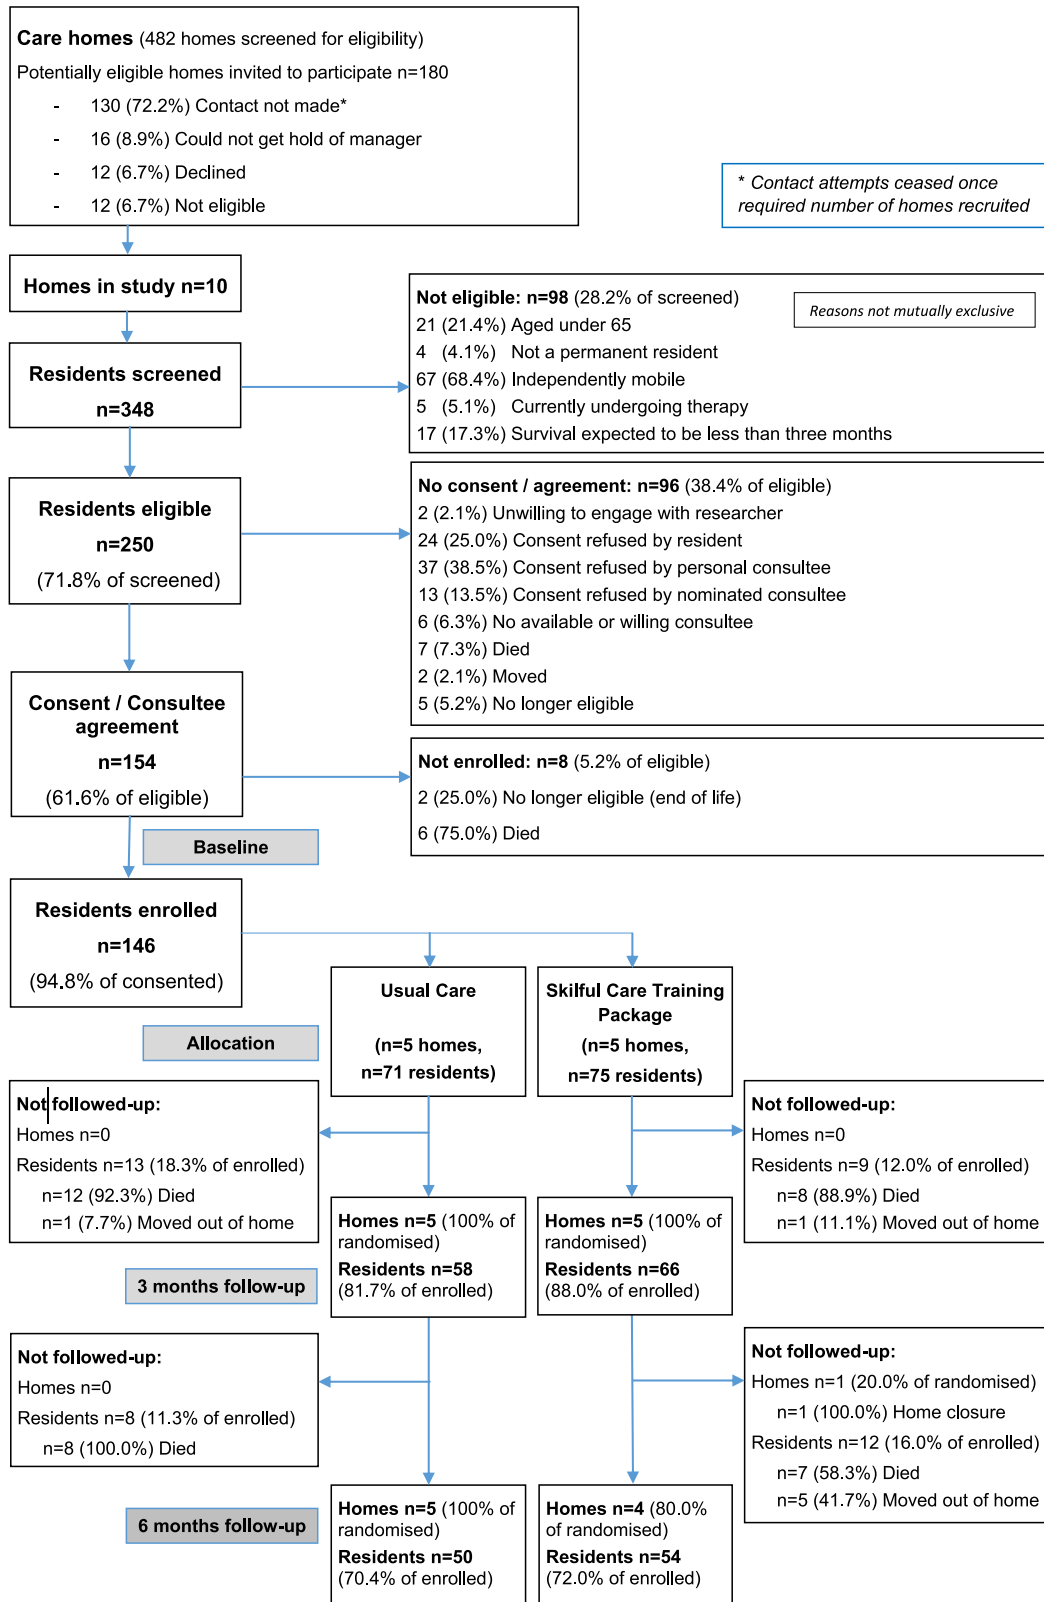 Care homes (482 homes screened for eligibility)
Potentially eligible homes invited to participate n=180
- 130 (72.2%) Contact not made*
- 16 (8.9%) Could not get hold of manager
- 12 (6.7%) Declined
- 12 (6.7%) Not eligible
* Contact attempts ceased once
required number of homes recruited
Homes in study n=10
Residents screened
n=348
Not eligible: n=98 (28.2% of screened)
Reasons not mutually exclusive
21 (21.4%) Aged under 65
4 (4.1%) Not a permanent resident
67 (68.4%) Independently mobile
5 (5.1%) Currently undergoing therapy
17 (17.3%) Survival expected to be less than three months
Residents eligible
n=250
(71.8% of screened)
No consent / agreement: n=96 (38.4% of eligible)
2 (2.1%) Unwilling to engage with researcher
24 (25.0%) Consent refused by resident
37 (38.5%) Consent refused by personal consultee
13 (13.5%) Consent refused by nominated consultee
6 (6.3%) No available or willing consultee
7 (7.3%) Died
2 (2.1%) Moved
5 (5.2%) No longer eligible
Consent / Consultee
agreement
n=154
(61.6% of eligible)
Not enrolled: n=8 (5.2% of eligible)
2 (25.0%) No longer eligible (end of life)
6 (75.0%) Died
Baseline
Residents enrolled
n=146
(94.8% of consented)
Usual Care
(n=5 homes,
n=71 residents)
Skilful Care Training
Package
(n=5 homes,
n=75 residents)
Allocation
Not followed-up:
Homes n=0
Residents n=13 (18.3% of enrolled)
n=12 (92.3%) Died
n=1 (7.7%) Moved out of home
Not followed-up:
Homes n=0
Residents n=9 (12.0% of enrolled)
n=8 (88.9%) Died
n=1 (11.1%) Moved out of home
Homes n=5 (100% of
randomised)
Residents n=58
(81.7% of enrolled)
Homes n=5 (100% of
randomised)
Residents n=66
(88.0% of enrolled)
3 months follow-up
Not followed-up:
Homes n=0
Residents n=8 (11.3% of enrolled)
n=8 (100.0%) Died
Not followed-up:
Homes n=1 (20.0% of randomised)
n=1 (100.0%) Home closure
Residents n=12 (16.0% of enrolled)
n=7 (58.3%) Died
n=5 (41.7%) Moved out of home
Homes n=5 (100% of
randomised)
Residents n=50
(70.4% of enrolled)
Homes n=4 (80.0%
of randomised)
Residents n=54
(72.0% of enrolled)
6 months follow-up